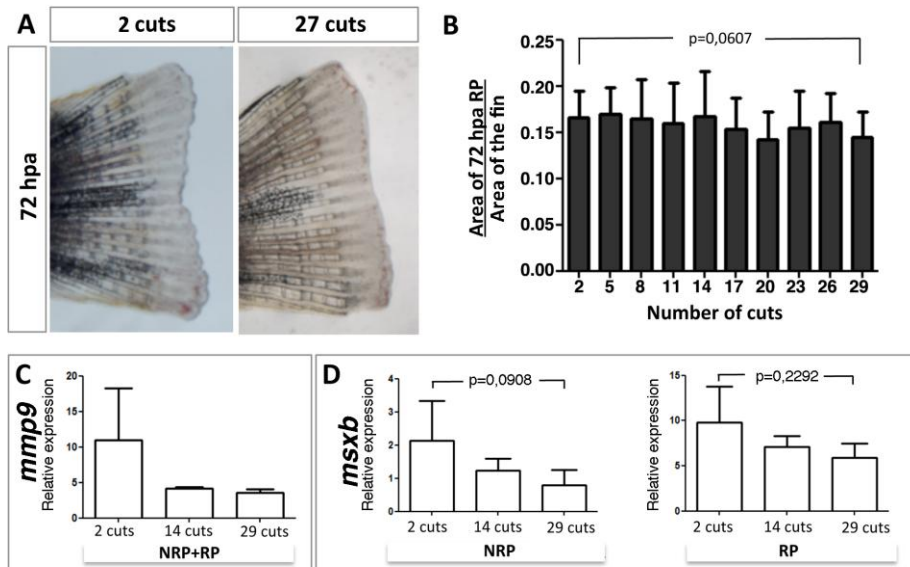 A
2 cuts
27 cuts
72 hpa
B
Area of 72 hpa RP
Area of the fin
0.25
0.20
0.15
0.10
0.05
0.00
p=0,0607
2 5 8 11 14 17 20 23 26 29
Number of cuts
C
mmp9
Relative expression
20
15
10
5
0
2 cuts 14 cuts 29 cuts
NRP+RP
D
msxb
Relative expression
4
3
2
1
0
p=0,0908
2 cuts 14 cuts 29 cuts
NRP
Relative expression
15
10
5
0
p=0,2292
2 cuts 14 cuts 29 cuts
RP